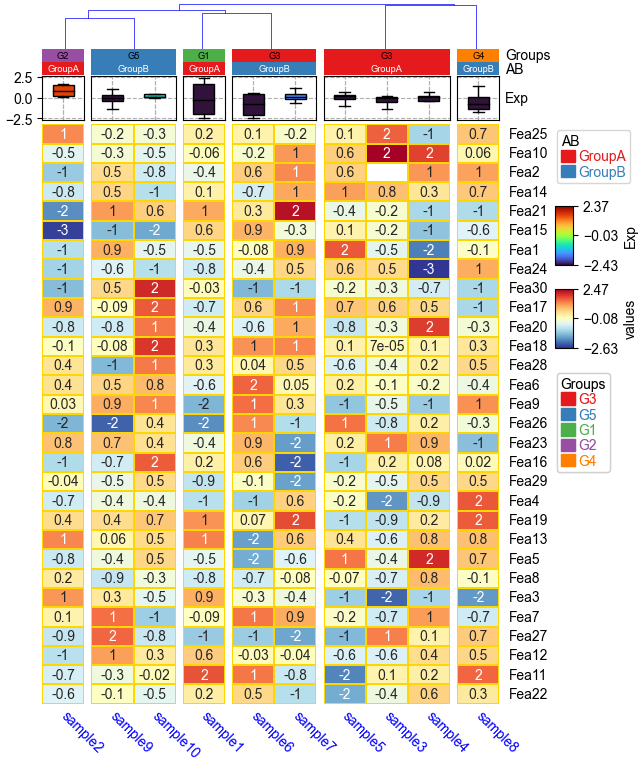 G2 G5 G1 G3 G3 G4 Groups
GroupA GroupB GroupA GroupB GroupA GroupB AB
2.5
0.0 Exp
−2.5
1 -0.2 -0.3 0.2 0.1 -0.2 0.1 2 -1 0.7 Fea25
-0.5 -0.3 -0.5 -0.06 -0.2 1 0.6 2 2 0.06 Fea10
-1 0.5 -0.8 -0.4 0.6 1 0.6 1 1 Fea2
-0.8 0.5 -1 0.1 -0.7 1 1 0.8 0.3 0.7 Fea14
-2 1 0.6 1 0.3 2 -0.4 -0.2 -1 -1 Fea21
-3 -1 -2 0.6 0.9 -0.3 0.1 -0.2 -1 -0.6 Fea15
-1 0.9 -0.5 -0.5 -0.08 0.9 2 -0.5 -2 -0.1 Fea1
-1 -0.6 -1 -0.8 -0.4 0.5 0.6 0.5 -3 1 Fea24
-1 0.5 2 -0.03 -1 -1 -0.2 -0.3 -0.7 -1 Fea30
0.9 -0.09 2 -0.7 0.6 1 0.7 0.6 0.5 -1 Fea17
-0.8 -0.8 1 -0.4 -0.6 1 -0.8 -0.3 2 -0.3 Fea20
-0.1 -0.08 2 0.3 1 1 0.1 7e-05 0.1 0.3 Fea18
0.4 -1 1 0.3 0.04 0.5 -0.6 -0.4 0.2 0.5 Fea28
0.4 0.5 0.8 -0.6 2 0.05 0.2 -0.1 -0.2 -0.4 Fea6
0.03 0.9 1 -2 1 0.3 -1 -0.5 -1 1 Fea9
-2 -2 0.4 -2 1 -1 1 -0.8 0.2 -0.3 Fea26
0.8 0.7 0.4 -0.4 0.9 -2 0.2 1 0.9 -1 Fea23
-1 -0.7 2 0.2 0.6 -2 -1 0.2 0.08 0.02 Fea16
-0.04 -0.5 0.5 -0.9 -0.1 -2 -0.2 -0.5 0.5 0.5 Fea29
-0.7 -0.4 -0.4 -1 -1 0.6 -0.2 -2 -0.9 2 Fea4
0.4 0.4 0.7 1 0.07 2 -1 -0.9 0.2 2 Fea19
1 0.06 0.5 1 -2 0.6 0.4 -0.6 0.8 0.8 Fea13
-0.8 -0.4 0.5 -0.5 -2 -0.6 1 -0.4 2 0.7 Fea5
0.2 -0.9 -0.3 -0.8 -0.7 -0.08 -0.07 -0.7 0.8 -0.1 Fea8
1 0.3 -0.5 0.9 -0.3 -0.4 -1 -2 -1 -2 Fea3
0.1 1 -1 -0.09 1 0.9 -0.2 -0.7 1 -0.7 Fea7
-0.9 2 -0.8 -1 -1 -2 -1 1 0.1 0.7 Fea27
-1 1 0.3 0.6 -0.03 -0.04 -0.6 -0.6 0.4 0.5 Fea12
-0.7 -0.3 -0.02 2 1 -0.8 -2 0.1 0.2 1 Fea11
-0.6 -0.1 -0.5 0.2 0.5 -1 -2 -0.4 0.6 0.3 Fea22
sample2 sample9 sample10 sample1 sample6 sample7 sample5 sample3 sample4 sample8
AB
GroupA
GroupB
2.37
−0.03
−2.43
Exp
2.47
−0.08
−2.63
values
Groups
G3
G5
G1
G2
G4